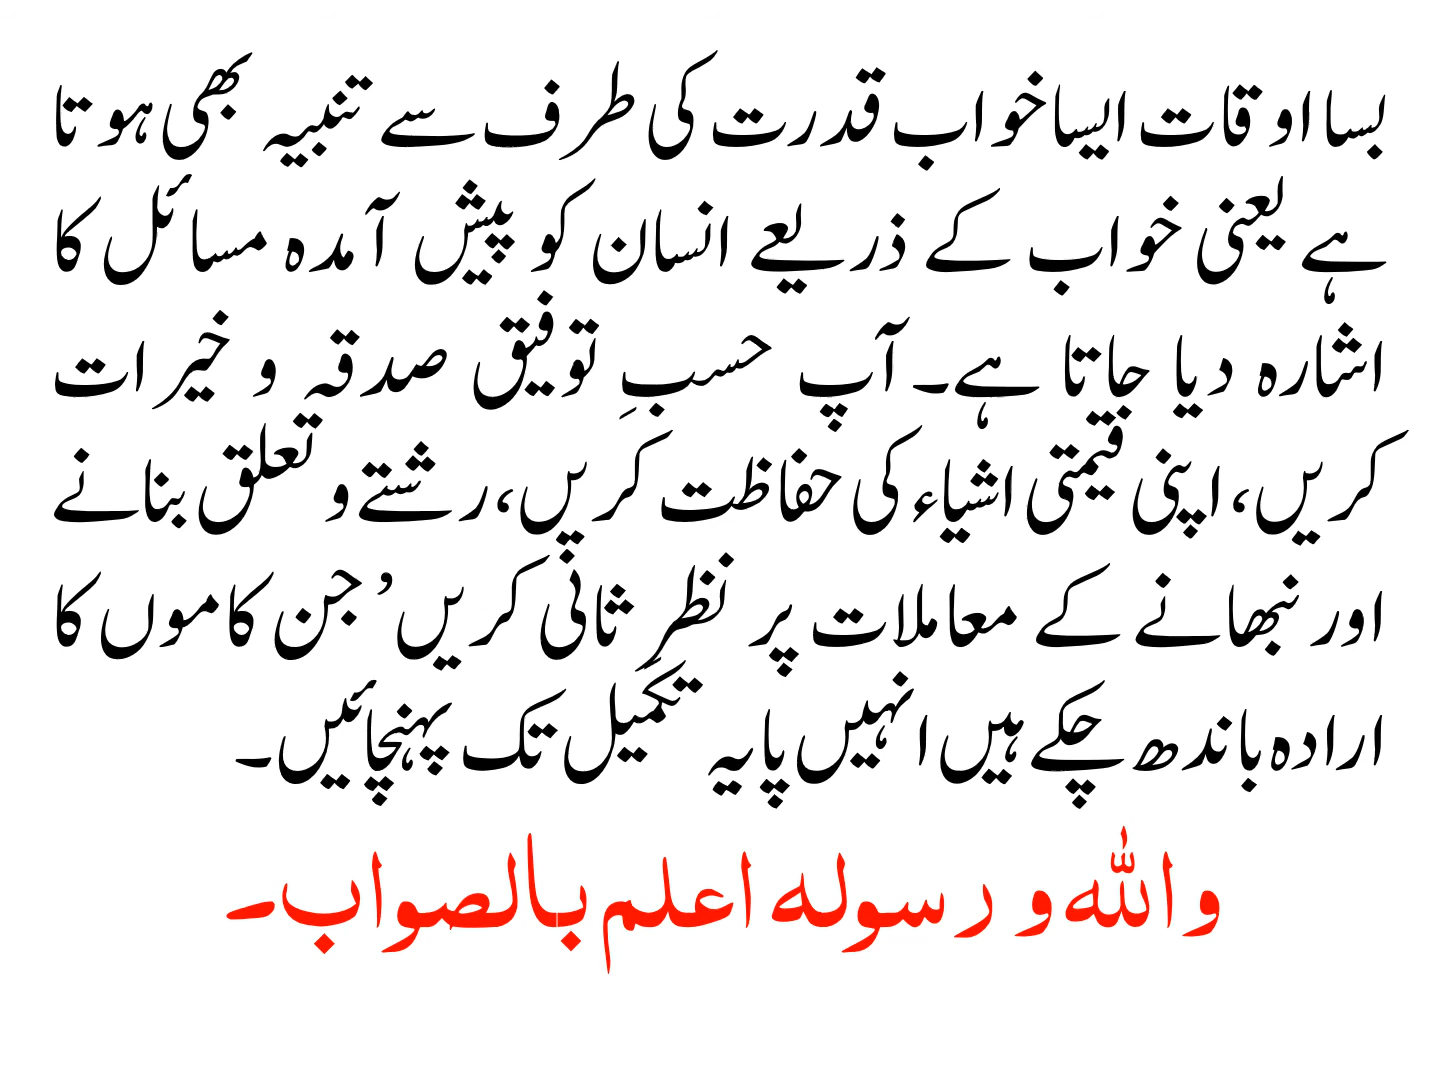 بسا اوقات ایسا خواب قدرت کی طرف سے تنبیہ بھی ہوتا
ہے یعنی خواب کے ذریعے انسان کو پیش آمدہ مسائل کا
اشارہ دیا جاتا ہے۔ آپ حسبِ توفیق صدقہ و خیرات
کریں، اپنی قیمتی اشیاء کی حفاظت کریں، رشتے و تعلق بنانے
اور نبھانے کے معاملات پر نظرِ ثانی کریں’ جن کاموں کا
ارادہ باندھ چکے ہیں انہیں پایہ تکمیل تک پہنچائیں۔
واللہ و رسولہ اعلم بالصواب۔